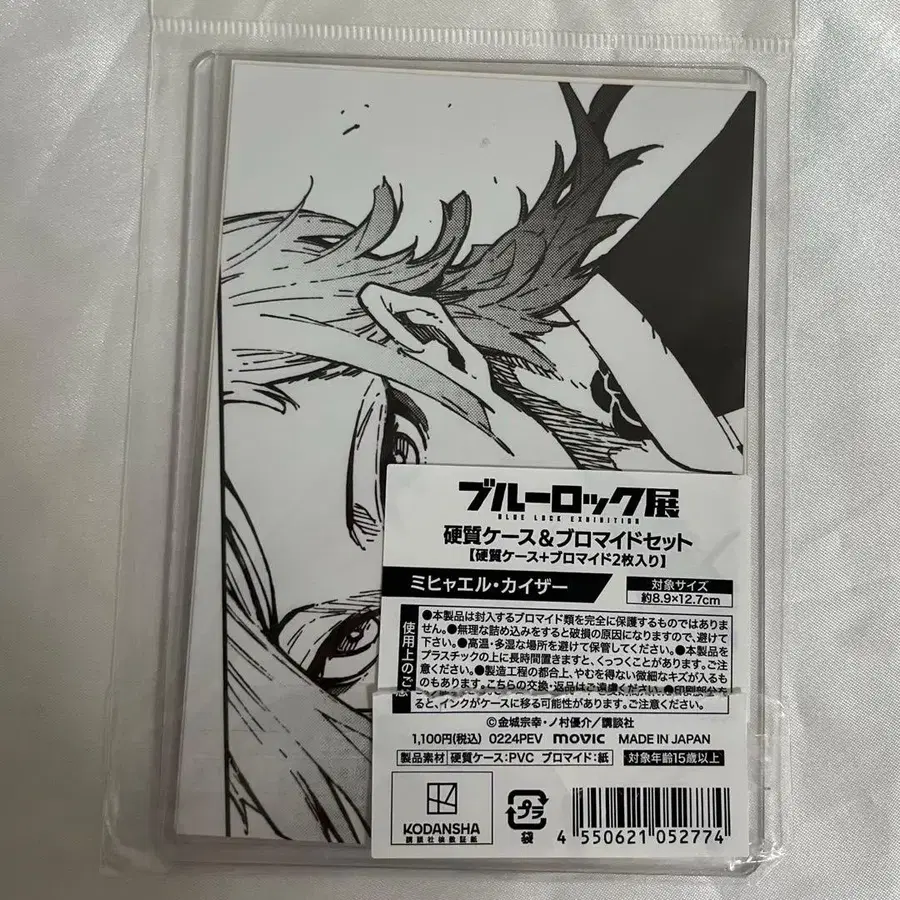 ブルーロック展
BLUE LOCK EXHIBITION
硬質ケース&ブロマイドセット
【硬質ケース+ブロマイド2枚入り】
ミヒャエル・カイザー
対象サイズ
約8.9×12.7cm
使用上のご注意
●本製品は封入するブロマイド類を完全に保護するものではありま
せん。●無理な詰め込みをすると破損の原因になりますので、避けて
下さい。●高温・多湿な場所を避けて保管してください。●本製品を
プラスチックの上に長時間置きますと、くっつくことがあります。ご注
意ください。●製造工程の都合上、やむを得ない微細なキズが入るも
のもあります。こちらの交換・返品はご遠慮ください。●印刷部分を
ると、インクがケースに移る可能性があります。ご注意ください。
©金城宗幸・ノ村優介/講談社
1,100円(税込) 0224PEV movic MADE IN JAPAN
製品素材 硬質ケース:PVC ブロマイド:紙 対象年齢15歳以上
KODANSHA
講談社検数証紙
プラ
袋
4 550621 052774